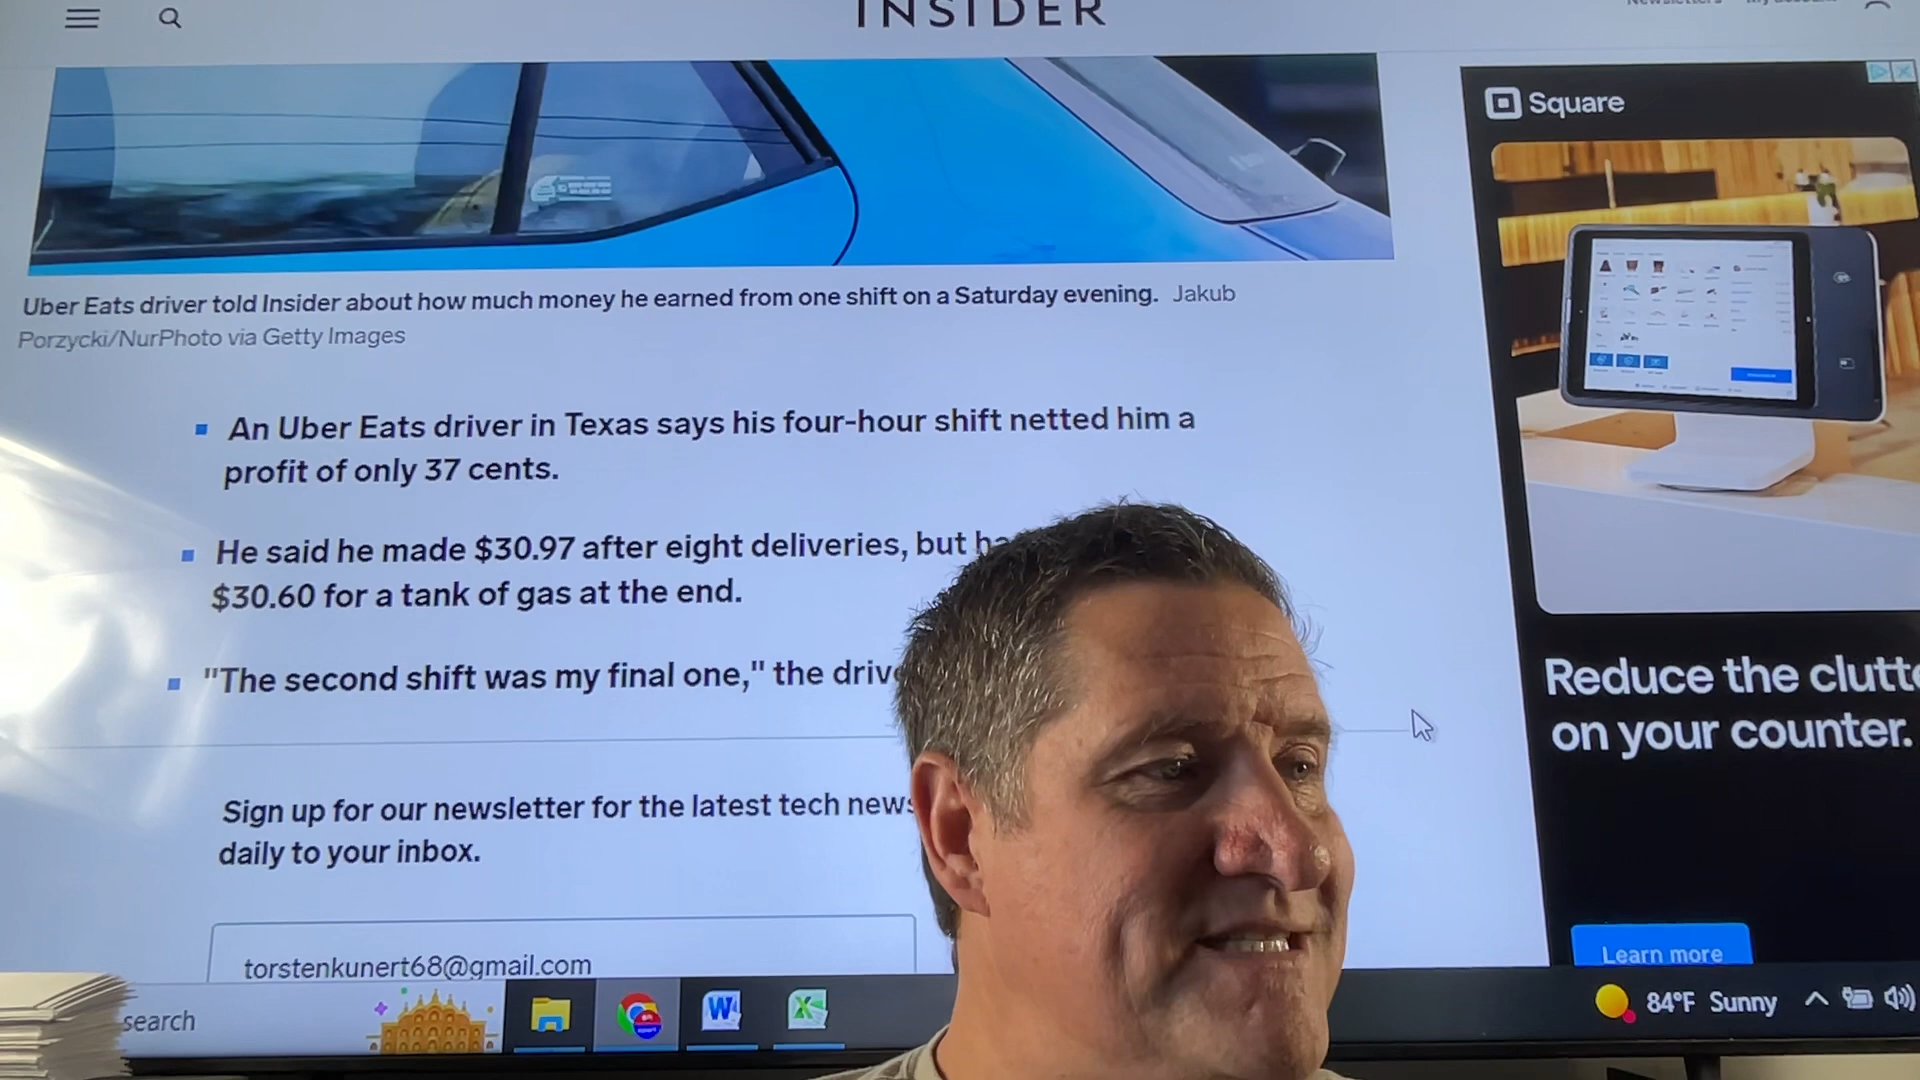 INSIDER
Newsletters
Square
Uber Eats driver told Insider about how much money he earned from one shift on a Saturday evening. Jakub
Porzycki/NurPhoto via Getty Images
An Uber Eats driver in Texas says his four-hour shift netted him a
profit of only 37 cents.
He said he made $30.97 after eight deliveries, but
$30.60 for a tank of gas at the end.
"The second shift was my final one," the
Reduce the
on your counter.
Sign up for our newsletter for the latest tech
daily to your inbox.
torstenkunert68@gmail.com
Learn more
search
84°F Sunny